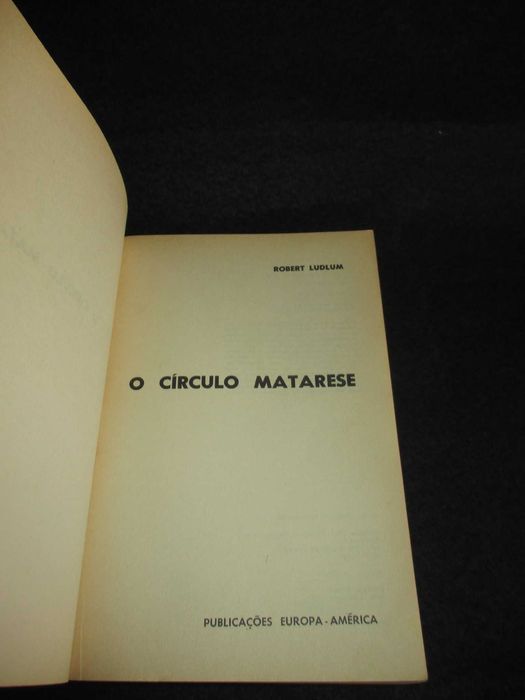 ROBERT LUDLUM
O CÍRCULO MATARESE
PUBLICAÇÕES EUROPA-AMÉRICA